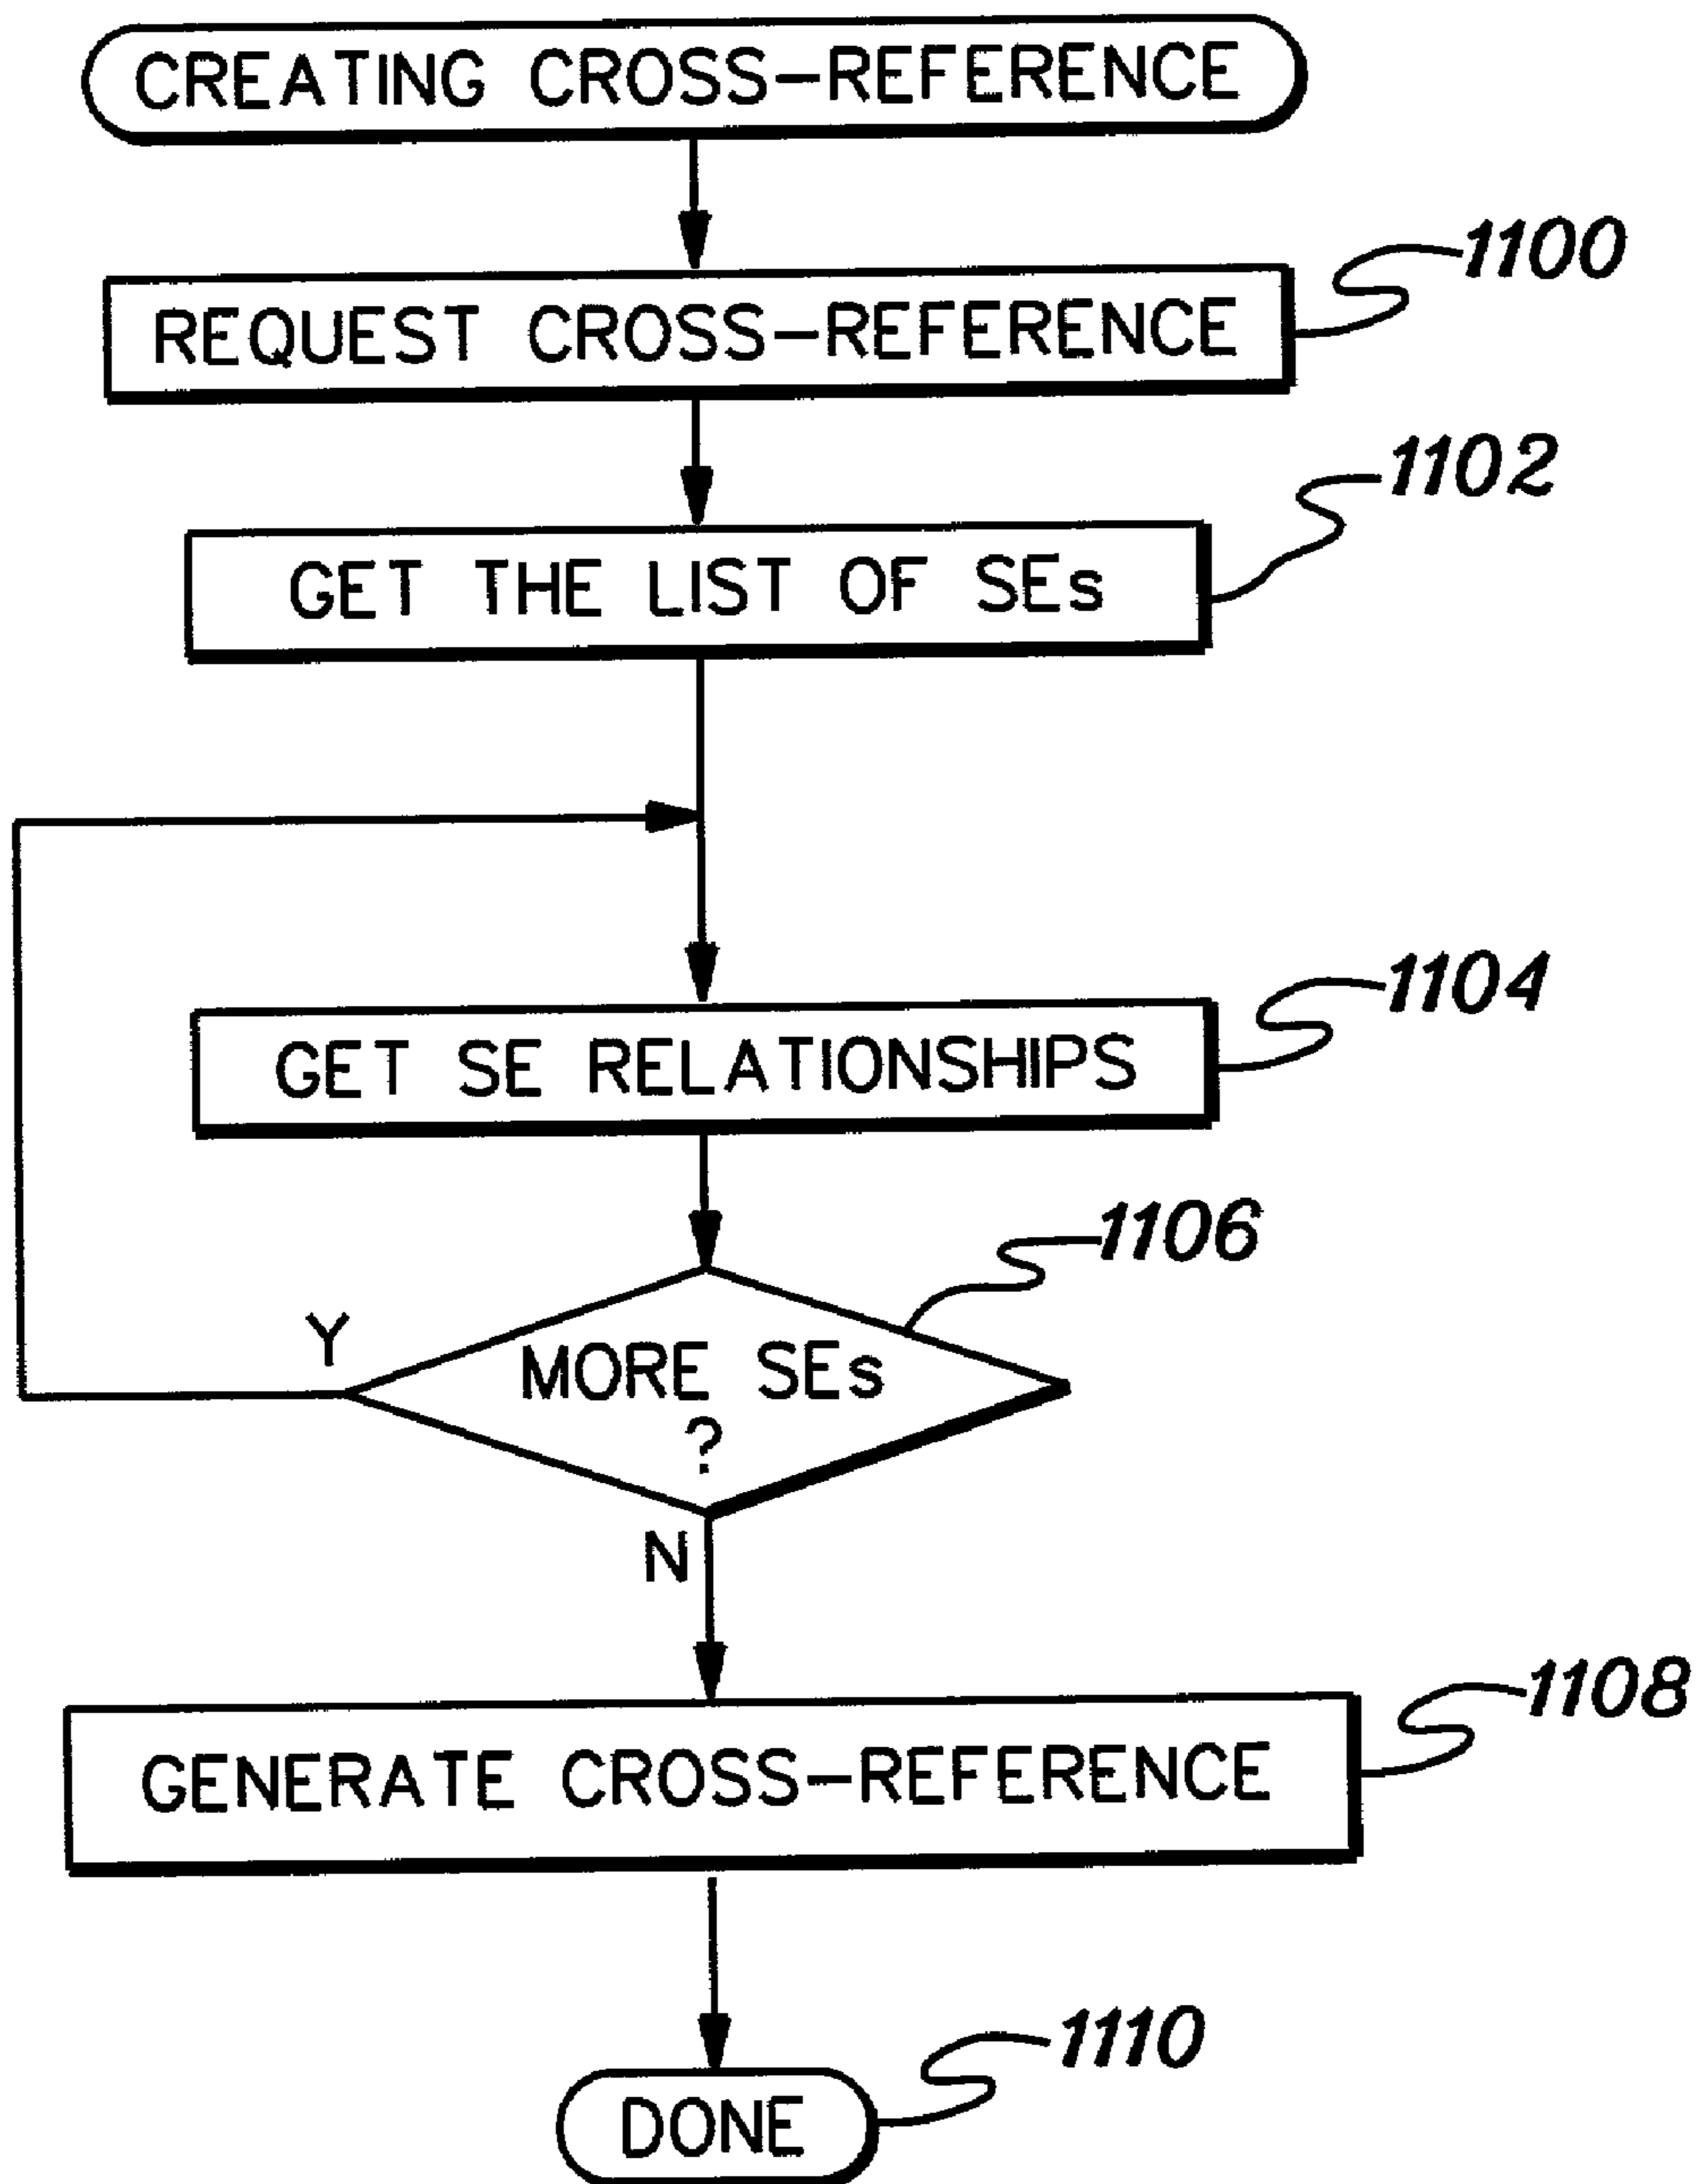 CREATING CROSS-REFERENCE
1100
REQUEST CROSS-REFERENCE
1102
GET THE LIST OF SEs
1104
GET SE RELATIONSHIPS
1106
Y
MORE SEs
?
N
1108
GENERATE CROSS-REFERENCE
1110
DONE